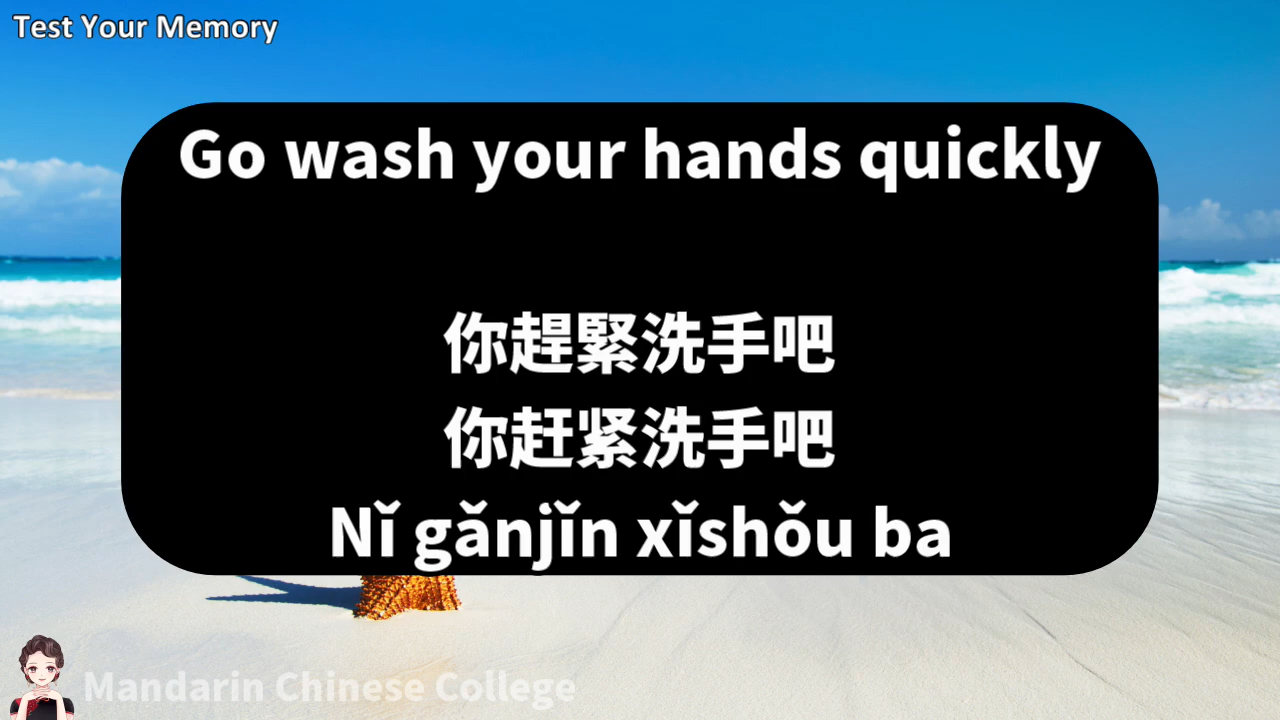 Test Your Memory
Go wash your hands quickly
你趕緊洗手吧
你赶紧洗手吧
Nǐ gǎnjǐn xǐshǒu ba
Mandarin Chinese College